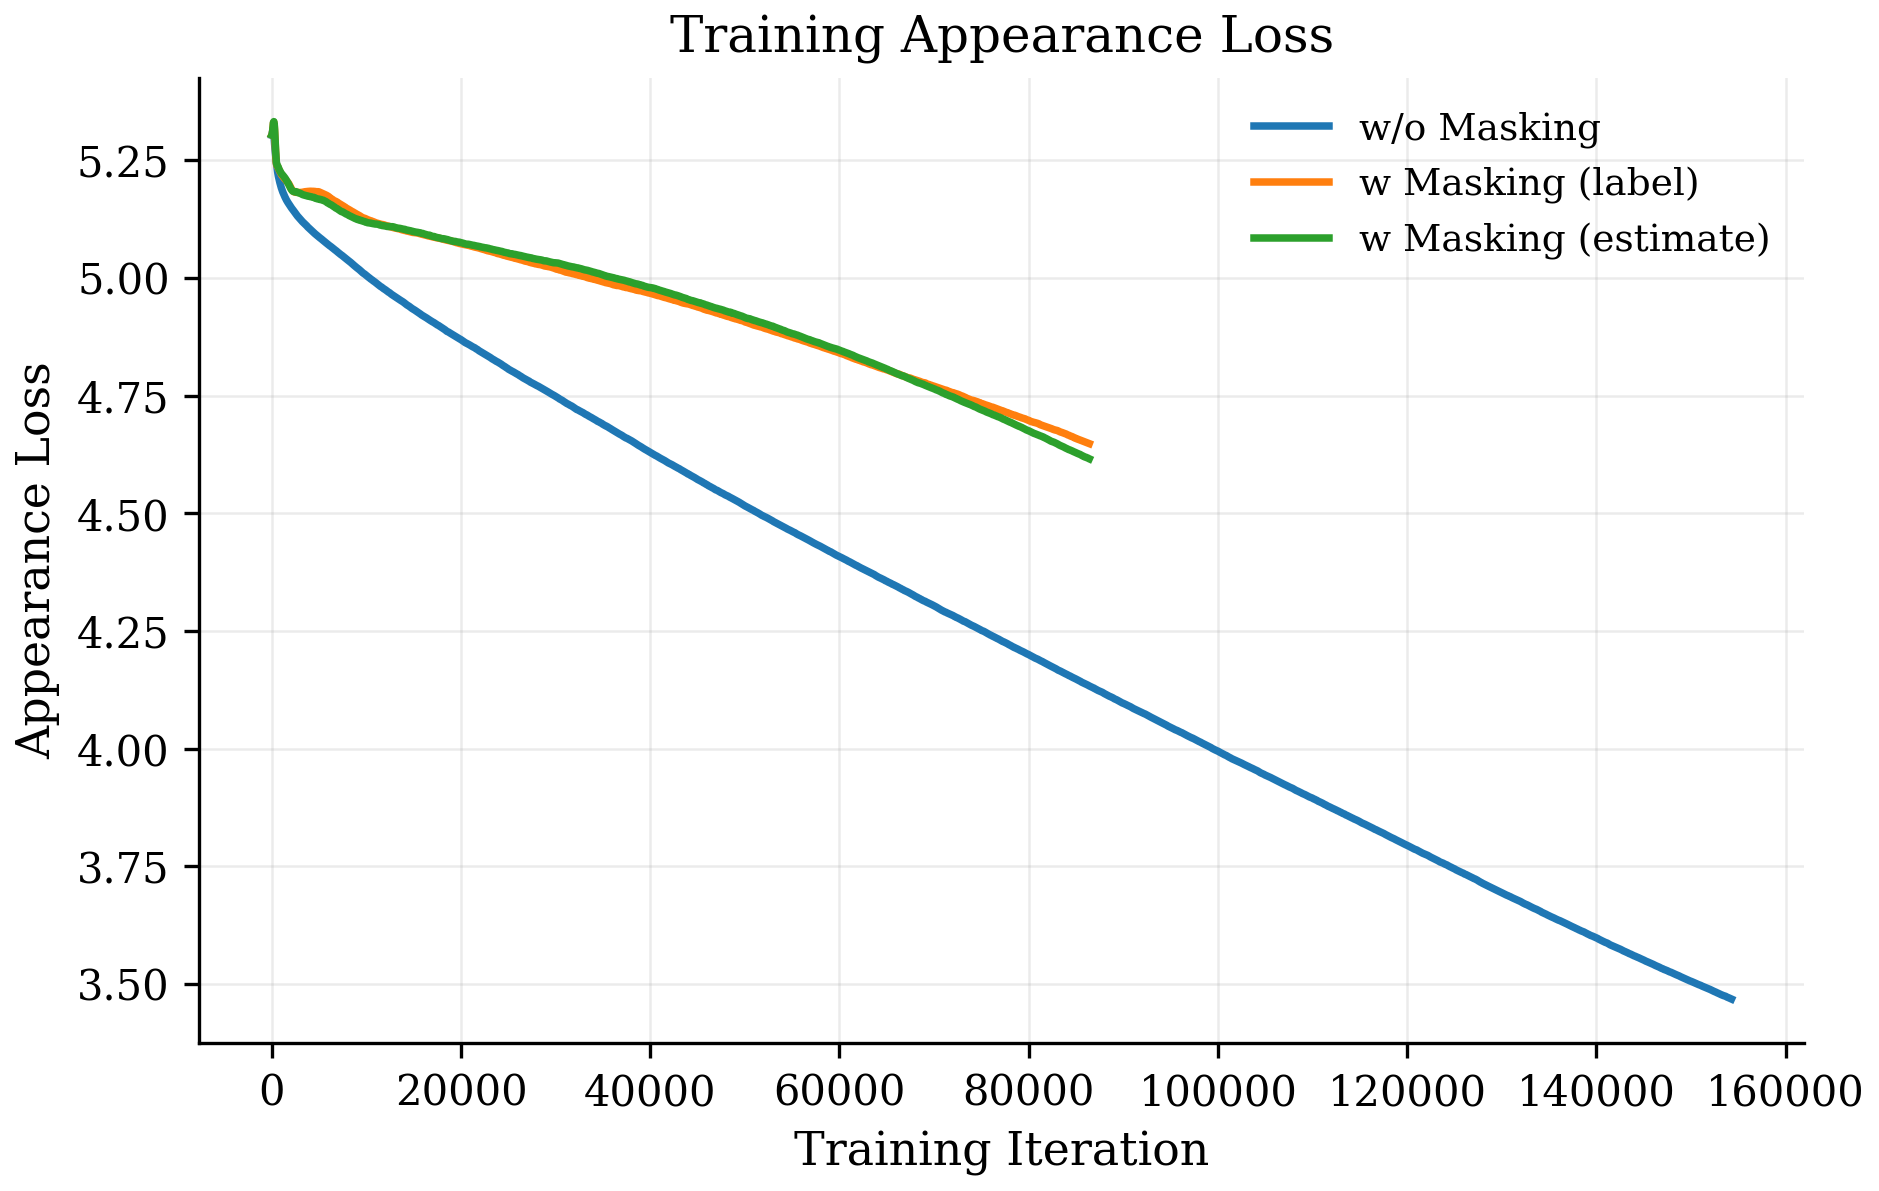 Training Appearance Loss
w/o Masking
w Masking (label)
w Masking (estimate)
Appearance Loss
5.25
5.00
4.75
4.50
4.25
4.00
3.75
3.50
0 20000 40000 60000 80000 100000 120000 140000 160000
Training Iteration